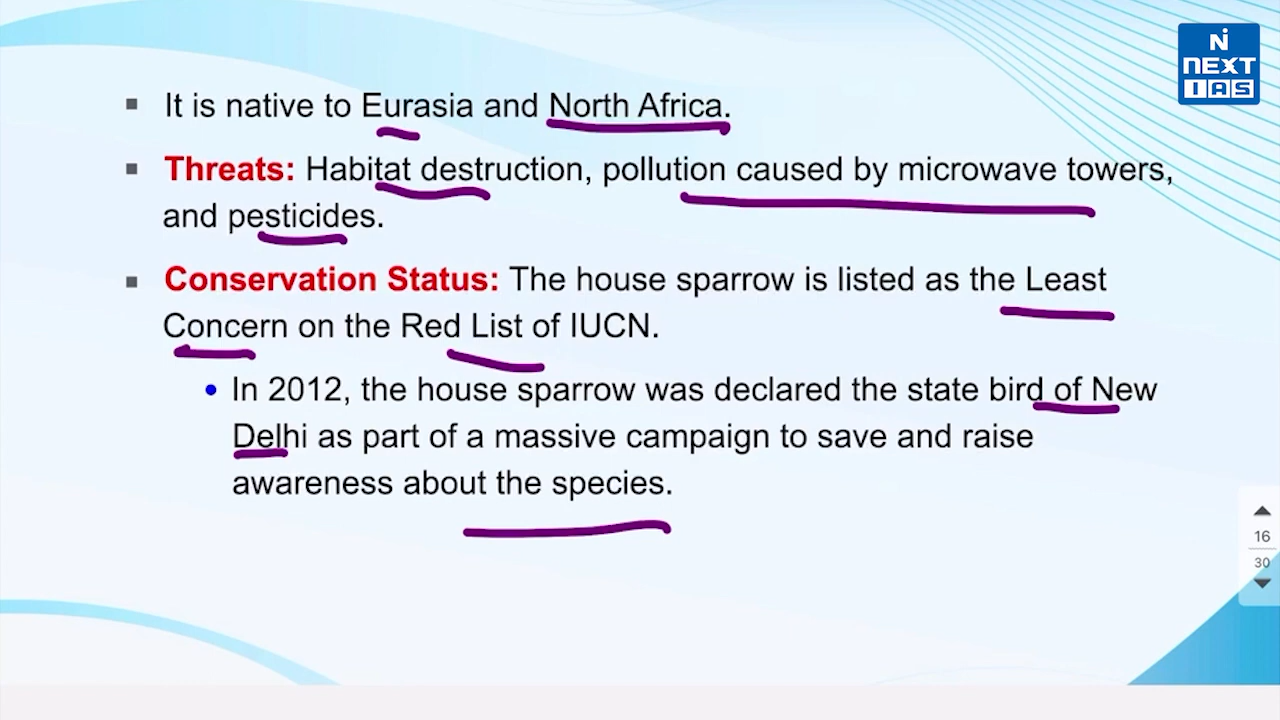 NEXT
IAS
▪ It is native to Eurasia and North Africa.
▪ Threats: Habitat destruction, pollution caused by microwave towers,
and pesticides.
▪ Conservation Status: The house sparrow is listed as the Least
Concern on the Red List of IUCN.
• In 2012, the house sparrow was declared the state bird of New
Delhi as part of a massive campaign to save and raise
awareness about the species.
16
30